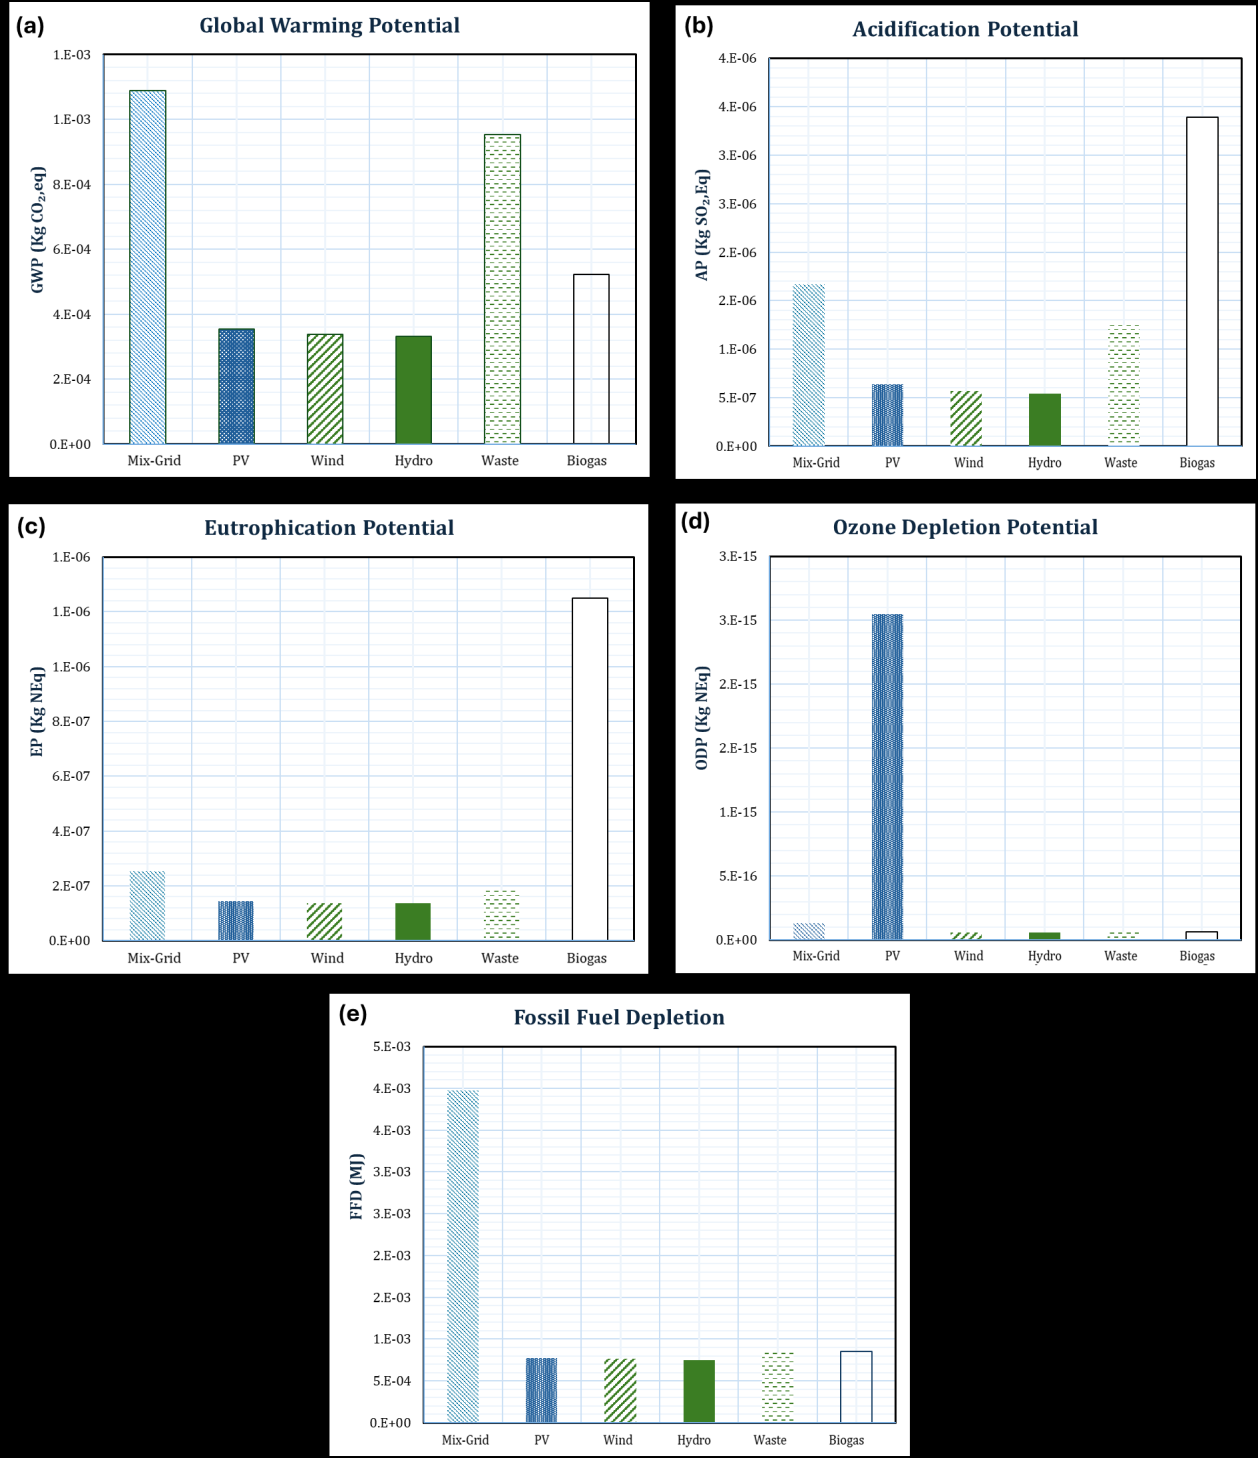 (a)
Global Warming Potential
1.E-03
1.E-03
8.E-04
6.E-04
4.E-04
2.E-04
0.E+00
GWP (Kg CO₂,eq)
Mix-Grid PV Wind Hydro Waste Biogas
(b)
Acidification Potential
4.E-06
4.E-06
3.E-06
3.E-06
2.E-06
2.E-06
1.E-06
5.E-07
0.E+00
AP (Kg SO₂,Eq)
Mix-Grid PV Wind Hydro Waste Biogas
(c)
Eutrophication Potential
1.E-06
1.E-06
1.E-06
8.E-07
6.E-07
4.E-07
2.E-07
0.E+00
EP (Kg NEq)
Mix-Grid PV Wind Hydro Waste Biogas
(d)
Ozone Depletion Potential
3.E-15
3.E-15
2.E-15
2.E-15
1.E-15
5.E-16
0.E+00
ODP (Kg NEq)
Mix-Grid PV Wind Hydro Waste Biogas
(e)
Fossil Fuel Depletion
5.E-03
4.E-03
4.E-03
3.E-03
3.E-03
2.E-03
2.E-03
1.E-03
5.E-04
0.E+00
FFD (MJ)
Mix-Grid PV Wind Hydro Waste Biogas